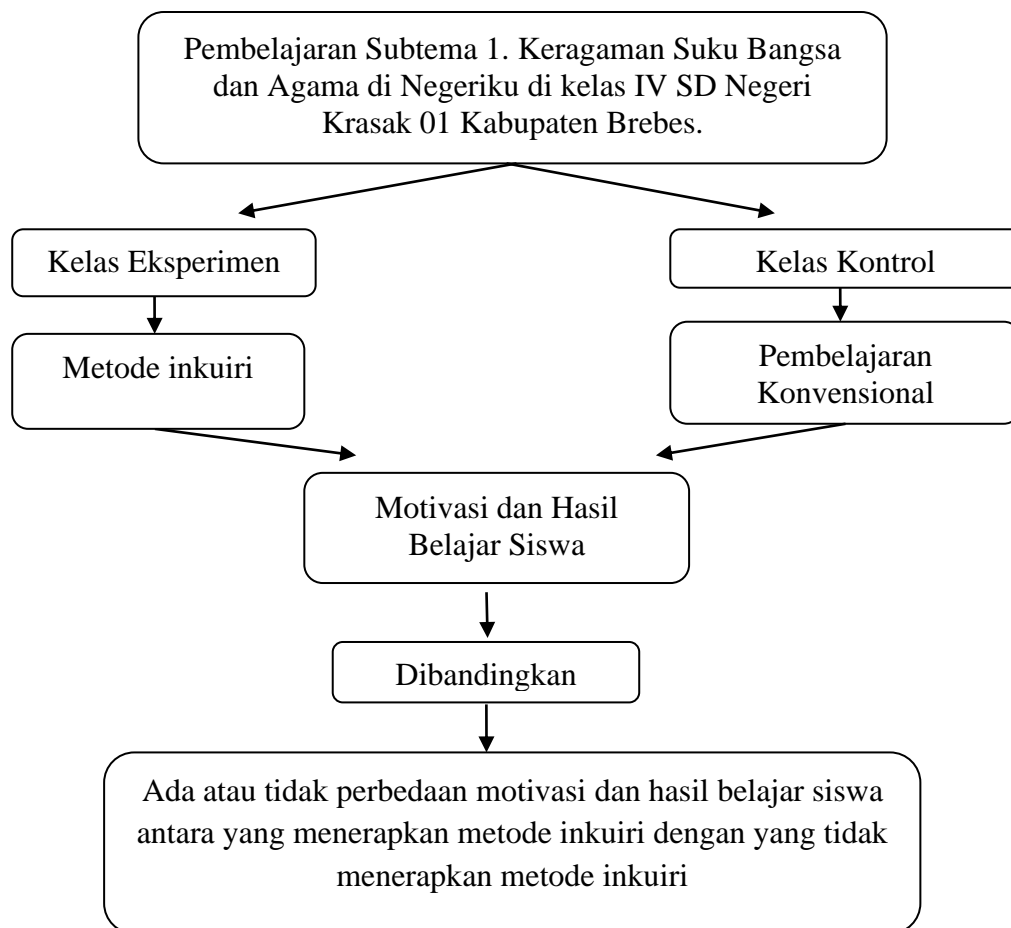 Pembelajaran Subtema 1. Keragaman Suku Bangsa
dan Agama di Negeriku di kelas IV SD Negeri
Krasak 01 Kabupaten Brebes.
Kelas Eksperimen
Kelas Kontrol
Metode inkuiri
Pembelajaran
Konvensional
Motivasi dan Hasil
Belajar Siswa
Dibandingkan
Ada atau tidak perbedaan motivasi dan hasil belajar siswa
antara yang menerapkan metode inkuiri dengan yang tidak
menerapkan metode inkuiri